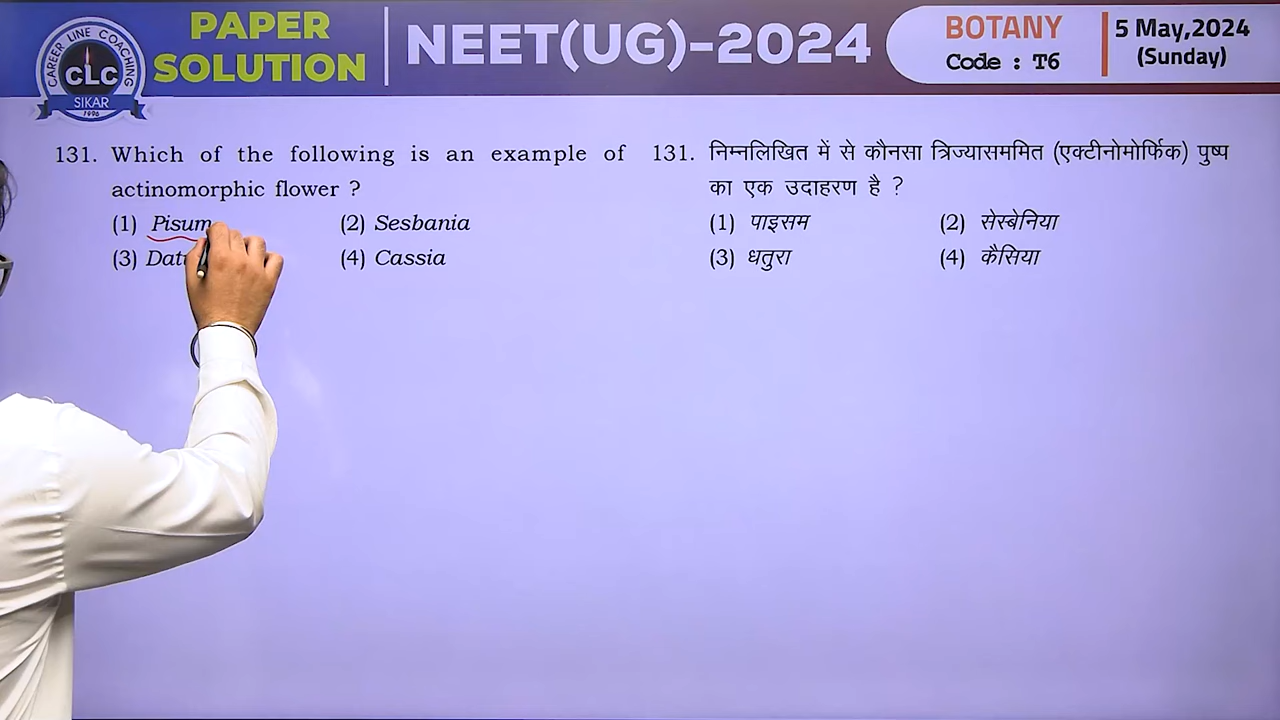 CAREER LINE COACHING
CLC
SIKAR
1996
PAPER
SOLUTION
NEET(UG)-2024
BOTANY
Code : T6
5 May,2024
(Sunday)
131. Which of the following is an example of
actinomorphic flower ?
(1) Pisum
(2) Sesbania
(3)
(4) Cassia
131. निम्नलिखित में से कौनसा त्रिज्यासममित (एक्टीनोमोर्फिक) पुष्प
का एक उदाहरण है ?
(1) पाइसम
(2) सेस्बेनिया
(3) धतुरा
(4) कैसिया